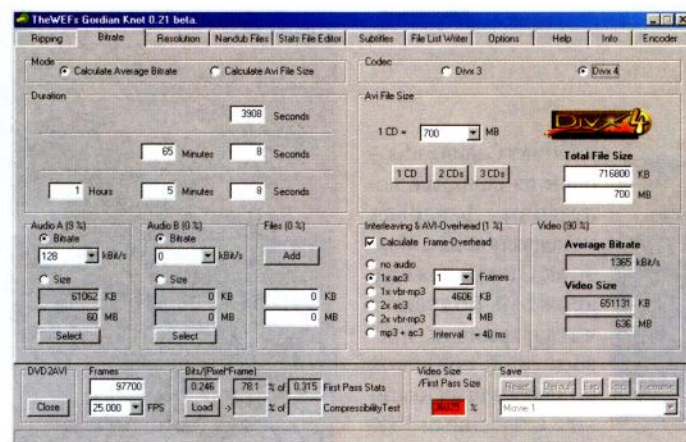 TheWEFs Gordian Knot 0.21 beta.
Ripping Bitrate Resolution Nandub Files Stats File Editor Subtitles File List Writer Options Help Info Encoder
Mode
Calculate Average Bitrate Calculate Avi File Size
Codec
Divx 3 Divx 4
Duration
3908 Seconds
65 Minutes 8 Seconds
1 Hours 5 Minutes 8 Seconds
Avi File Size
1 CD = 700 MB
DIVX 4
1 CD 2 CDs 3 CDs
Total File Size
716800 KB
700 MB
Audio A (9 %)
Bitrate
128 kBit/s
Size
61062 KB
60 MB
Select
Audio B (0 %)
Bitrate
0 kBit/s
Size
0 KB
0 MB
Select
Files (0 %)
Add
0 KB
0 MB
Interleaving & AVI-Overhead (1 %)
Calculate Frame-Overhead
no audio
1x ac3
1x vbr-mp3
2x ac3
2x vbr-mp3
mp3 + ac3
1 Frames
4606 KB
4 MB
Interval = 40 ms
Video (90 %)
Average Bitrate
1365 kBit/s
Video Size
651131 KB
636 MB
DVD2AVI
Close
Frames
97700
25.000 FPS
Bits/(Pixel*Frame)
0.246 78.1 % of 0.315 First Pass Stats
Load -> % of CompressibilityTest
Video Size
/First Pass Size
%
Save
Reset Default
Movie 1